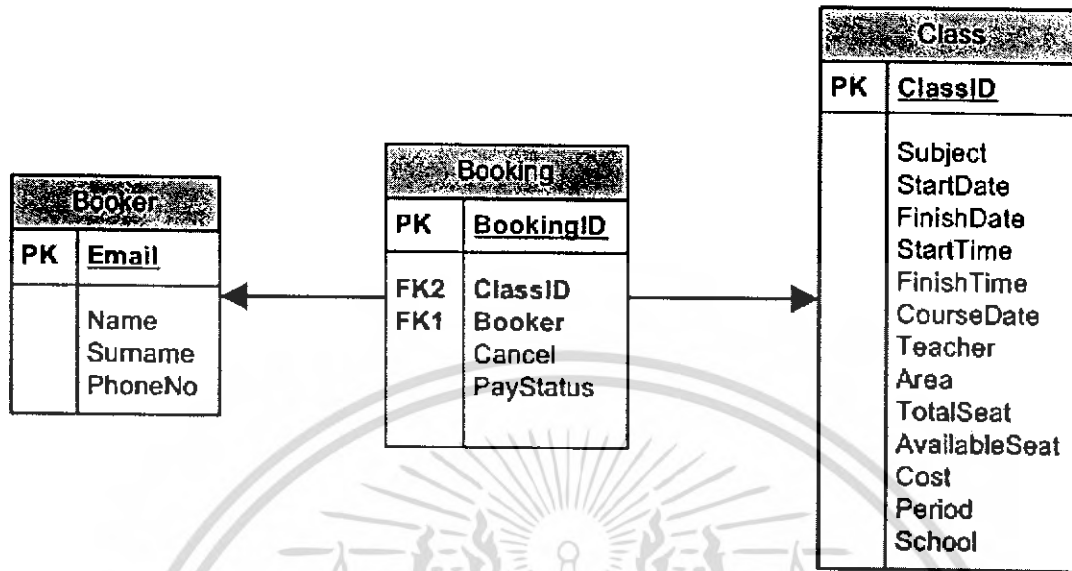 Booker
PK Email
Name
Surname
PhoneNo
Booking
PK BookingID
FK2 ClassID
FK1 Booker
Cancel
PayStatus
Class
PK ClassID
Subject
StartDate
FinishDate
StartTime
FinishTime
CourseDate
Teacher
Area
TotalSeat
AvailableSeat
Cost
Period
School